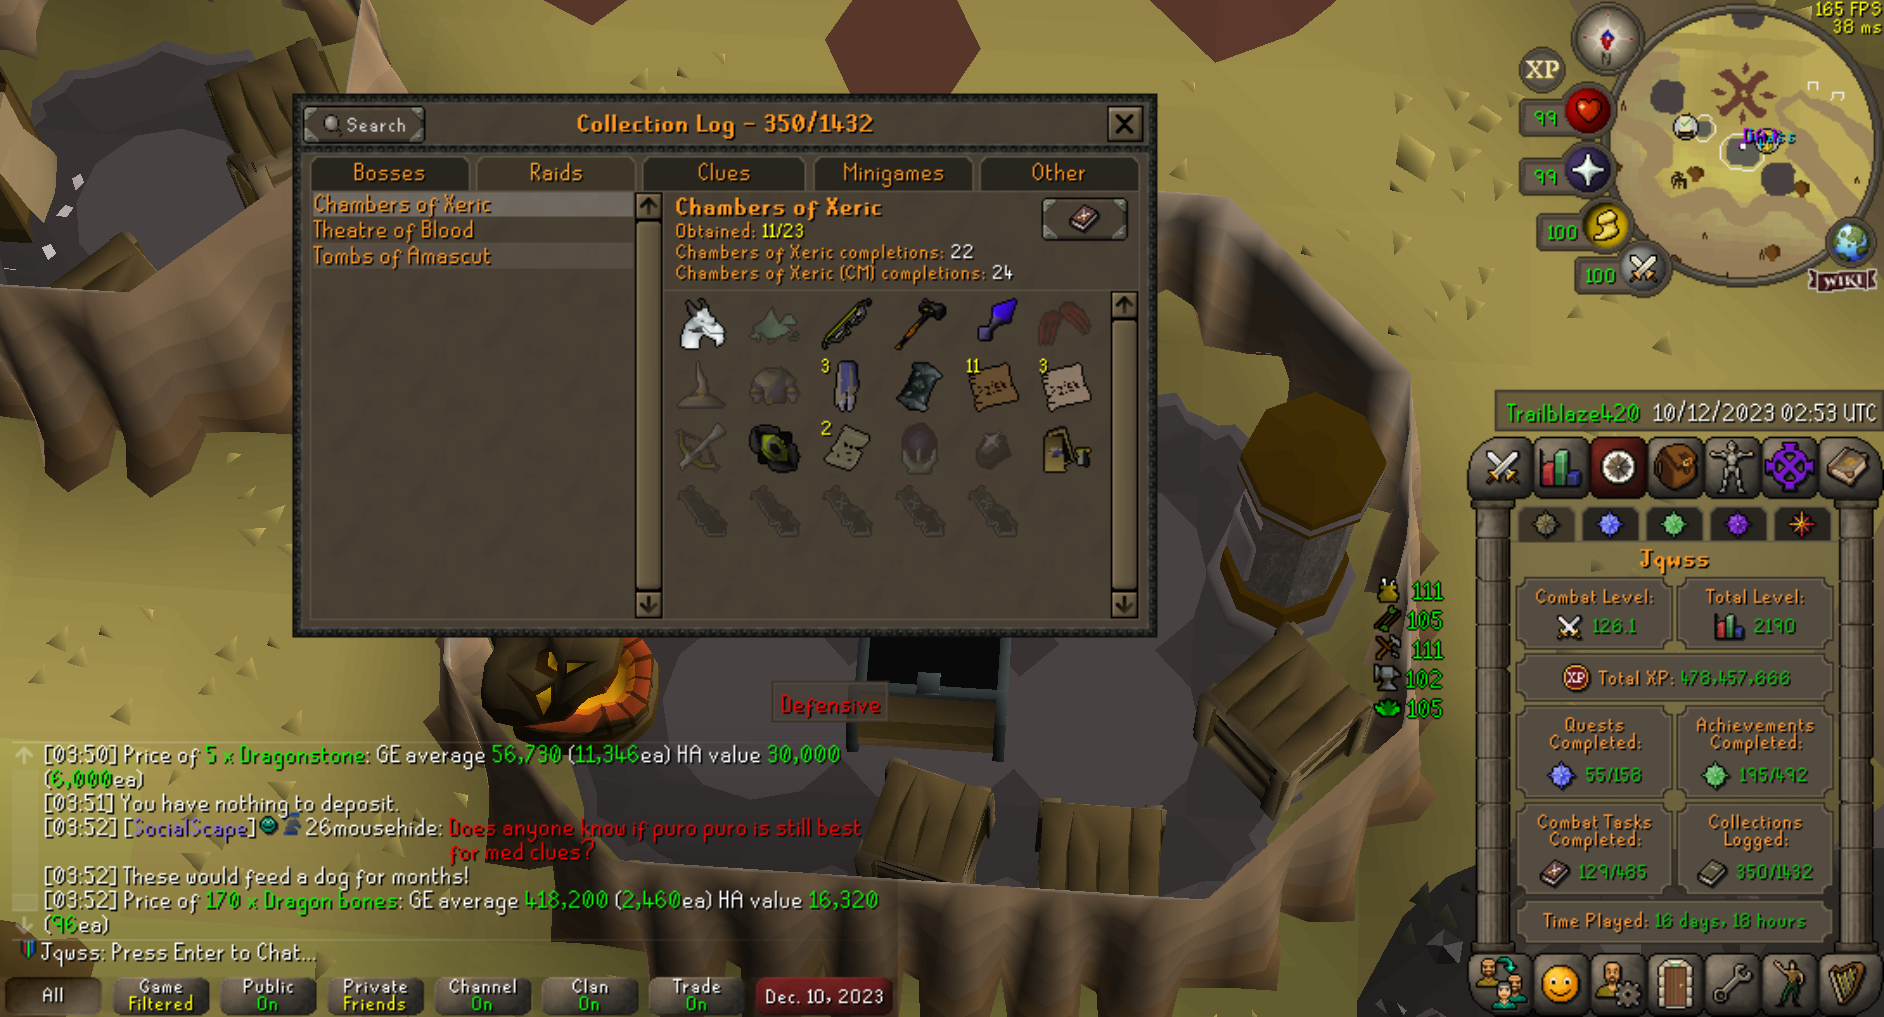 165 FPS
38 ms
XP
99
99
100
100
WIKI
Search
Collection Log - 350/1432
Bosses
Raids
Clues
Minigames
Other
Chambers of Xeric
Theatre of Blood
Tombs of Amascut
Chambers of Xeric
Obtained: 11/23
Chambers of Xeric completions: 22
Chambers of Xeric (CM) completions: 24
3
11
3
2
Trailblaze420 10/12/2023 02:53 UTC
Jqwss
Combat Level:
126.1
Total Level:
2190
XP Total XP: 478,457,666
Quests
Completed:
55/158
Achievements
Completed:
195/492
Combat Tasks
Completed:
129/485
Collections
Logged:
350/1432
Time Played: 16 days, 18 hours
111
105
111
102
105
Defensive
[03:50] Price of 5 x Dragonstone: GE average 56,730 (11,346ea) HA value 30,000
(6,000ea)
[03:51] You have nothing to deposit.
[03:52] [SocialScape] 26mousehide: Does anyone know if puro puro is still best
for med clues?
[03:52] These would feed a dog for months!
[03:52] Price of 170 x Dragon bones: GE average 418,200 (2,460ea) HA value 16,320
(96ea)
Jqwss: Press Enter to Chat...
All
Game
Filtered
Public
On
Private
Friends
Channel
On
Clan
On
Trade
On
Dec. 10, 2023